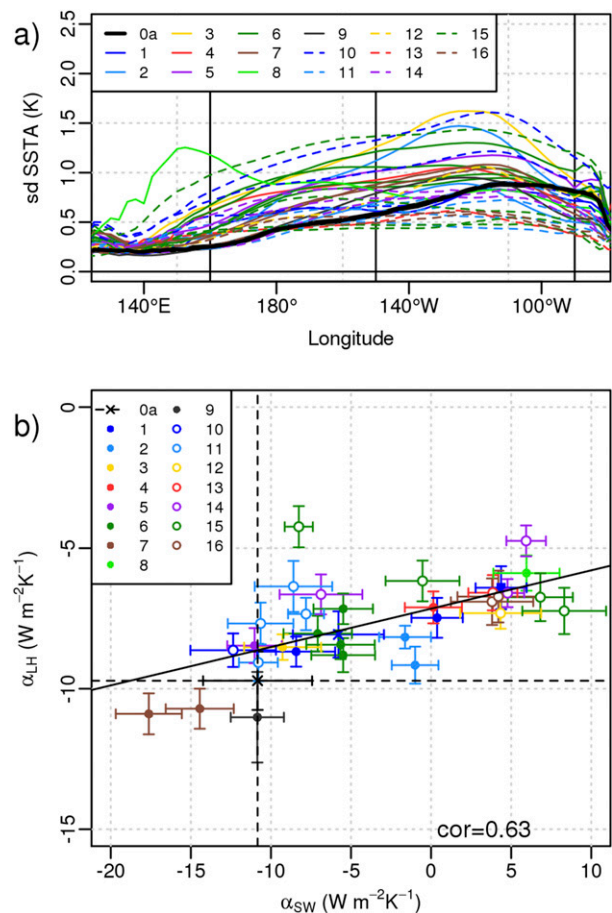 a)
sd SSTA (K)
2.5
2.0
1.5
1.0
0.5
0.0
0a 3 6 9 12 15
1 4 7 10 13 16
2 5 8 11 14
140°E 180° 140°W 100°W
Longitude
b)
α_LH (W m⁻²K⁻¹)
0
-5
-10
-15
0a 9
1 10
2 11
3 12
4 13
5 14
6 15
7 16
8
cor=0.63
-20 -15 -10 -5 0 5 10
α_SW (W m⁻²K⁻¹)